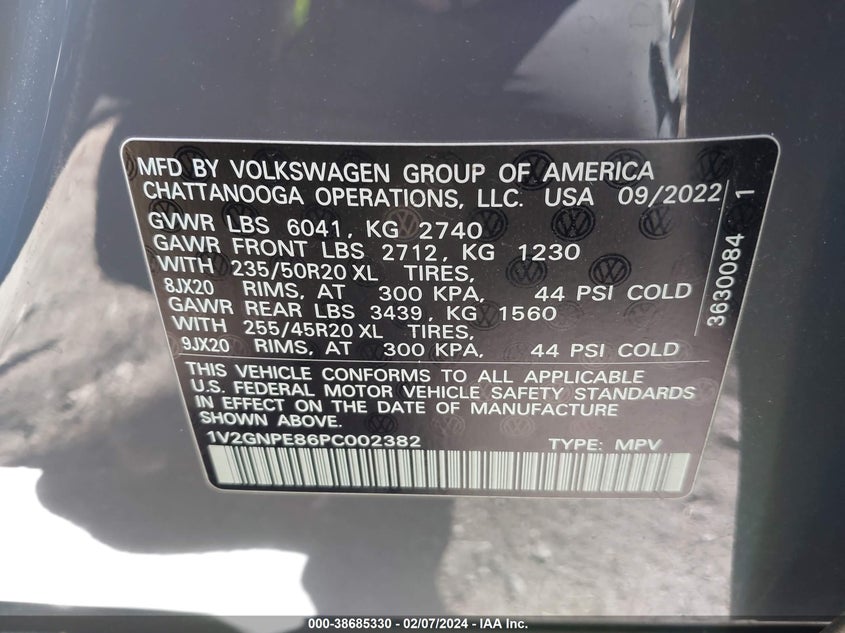 MFD BY VOLKSWAGEN GROUP OF AMERICA
CHATTANOOGA OPERATIONS, LLC. USA 09/2022
GVWR LBS 6041, KG 2740
GAWR FRONT LBS 2712, KG 1230
WITH 235/50R20 XL TIRES,
8JX20 RIMS, AT 300 KPA, 44 PSI COLD
GAWR REAR LBS 3439, KG 1560
WITH 255/45R20 XL TIRES,
9JX20 RIMS, AT 300 KPA, 44 PSI COLD
THIS VEHICLE CONFORMS TO ALL APPLICABLE
U.S. FEDERAL MOTOR VEHICLE SAFETY STANDARDS
IN EFFECT ON THE DATE OF MANUFACTURE
SHOWN ABOVE.
1V2GNPE86PC002382 TYPE: MPV
3630084 1
000-38685330 - 02/07/2024 - IAA Inc.